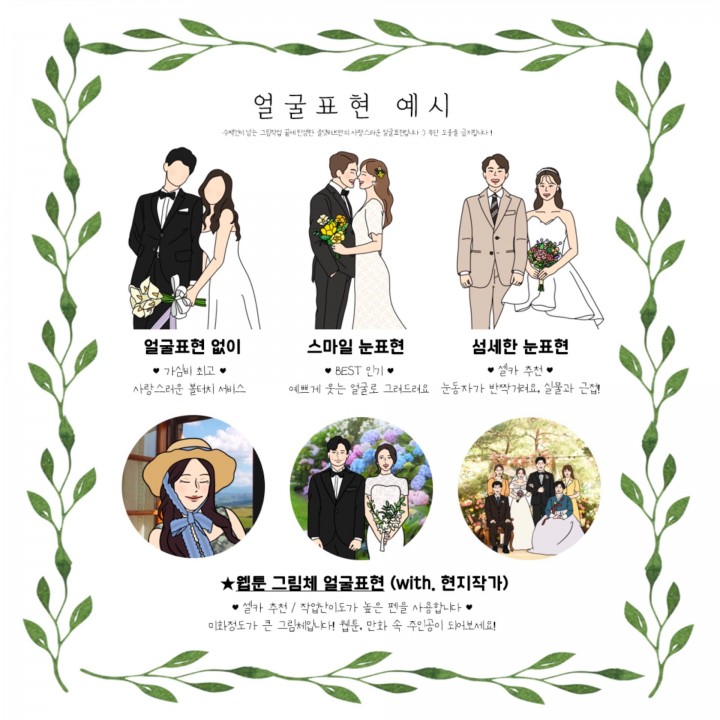 얼굴표현 예시
얼굴표현 없이
♥ 가심비 최고 ♥
사랑스러운 볼터치 서비스
스마일 눈표현
♥ BEST 인기 ♥
예쁘게 웃는 얼굴로 그려드려요
섬세한 눈표현
♥ 셀카 추천 ♥
눈동자가 반짝거려요, 실물과 근접!
★웹툰 그림체 얼굴표현 (with. 현지작가)
♥ 셀카 추천 / 작업난이도가 높은 펜을 사용합니다 ♥
미화정도가 큰 그림체입니다! 웹툰, 만화 속 주인공이 되어보세요!